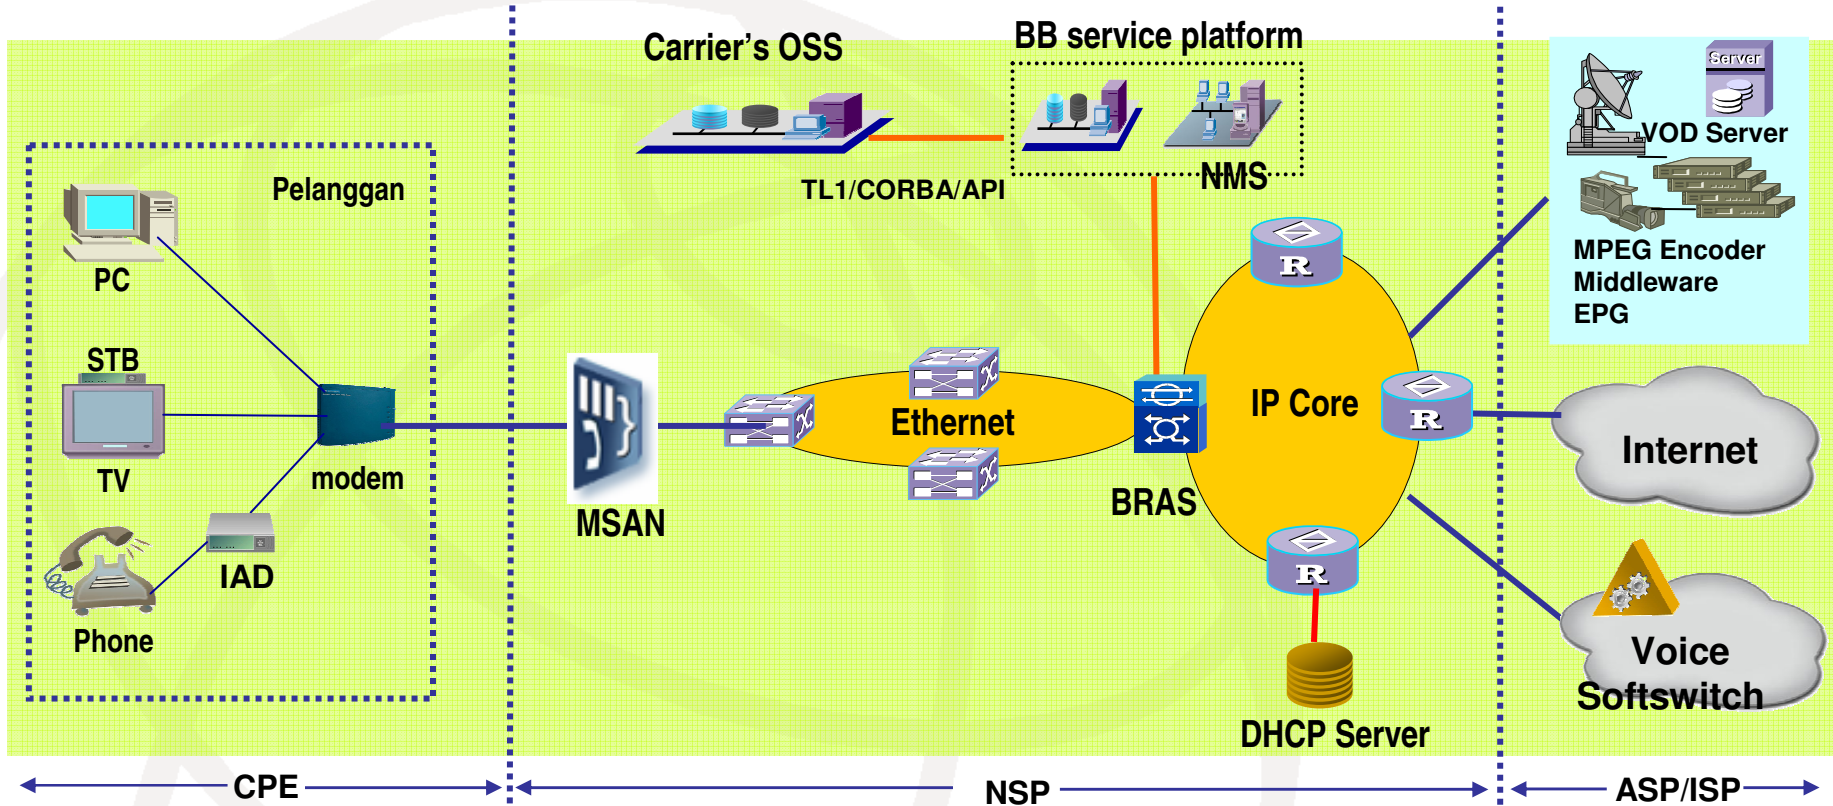 Carrier's OSS
BB service platform
Server
VOD Server
Pelanggan
TL1/CORBA/API
NMS
PC
R
MPEG Encoder
Middleware
EPG
STB
Ethernet
IP Core
R
Internet
TV
modem
MSAN
BRAS
IAD
R
Phone
Voice
Softswitch
DHCP Server
CPE
NSP
ASP/ISP